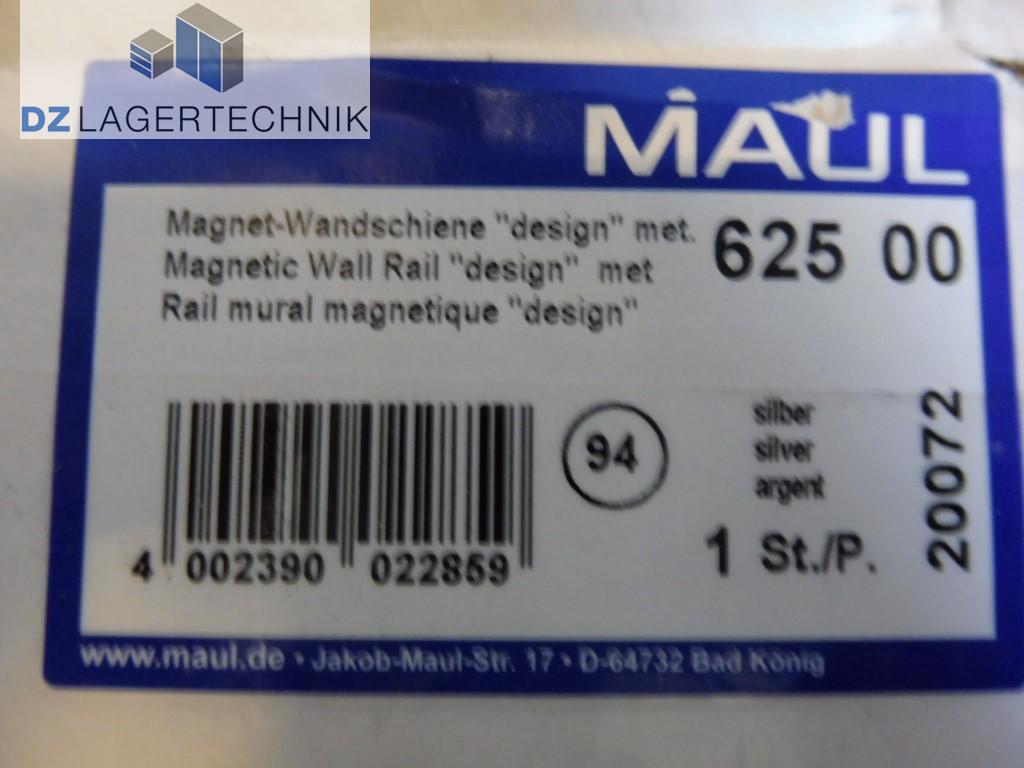 DZ LAGERTECHNIK
MAUL
Magnet-Wandschiene "design" met.
Magnetic Wall Rail "design" met
Rail mural magnetique "design"
625 00
4 002390 022859
94
silber
silver
argent
1 St./P.
20072
www.maul.de • Jakob-Maul-Str. 17 • D-64732 Bad König